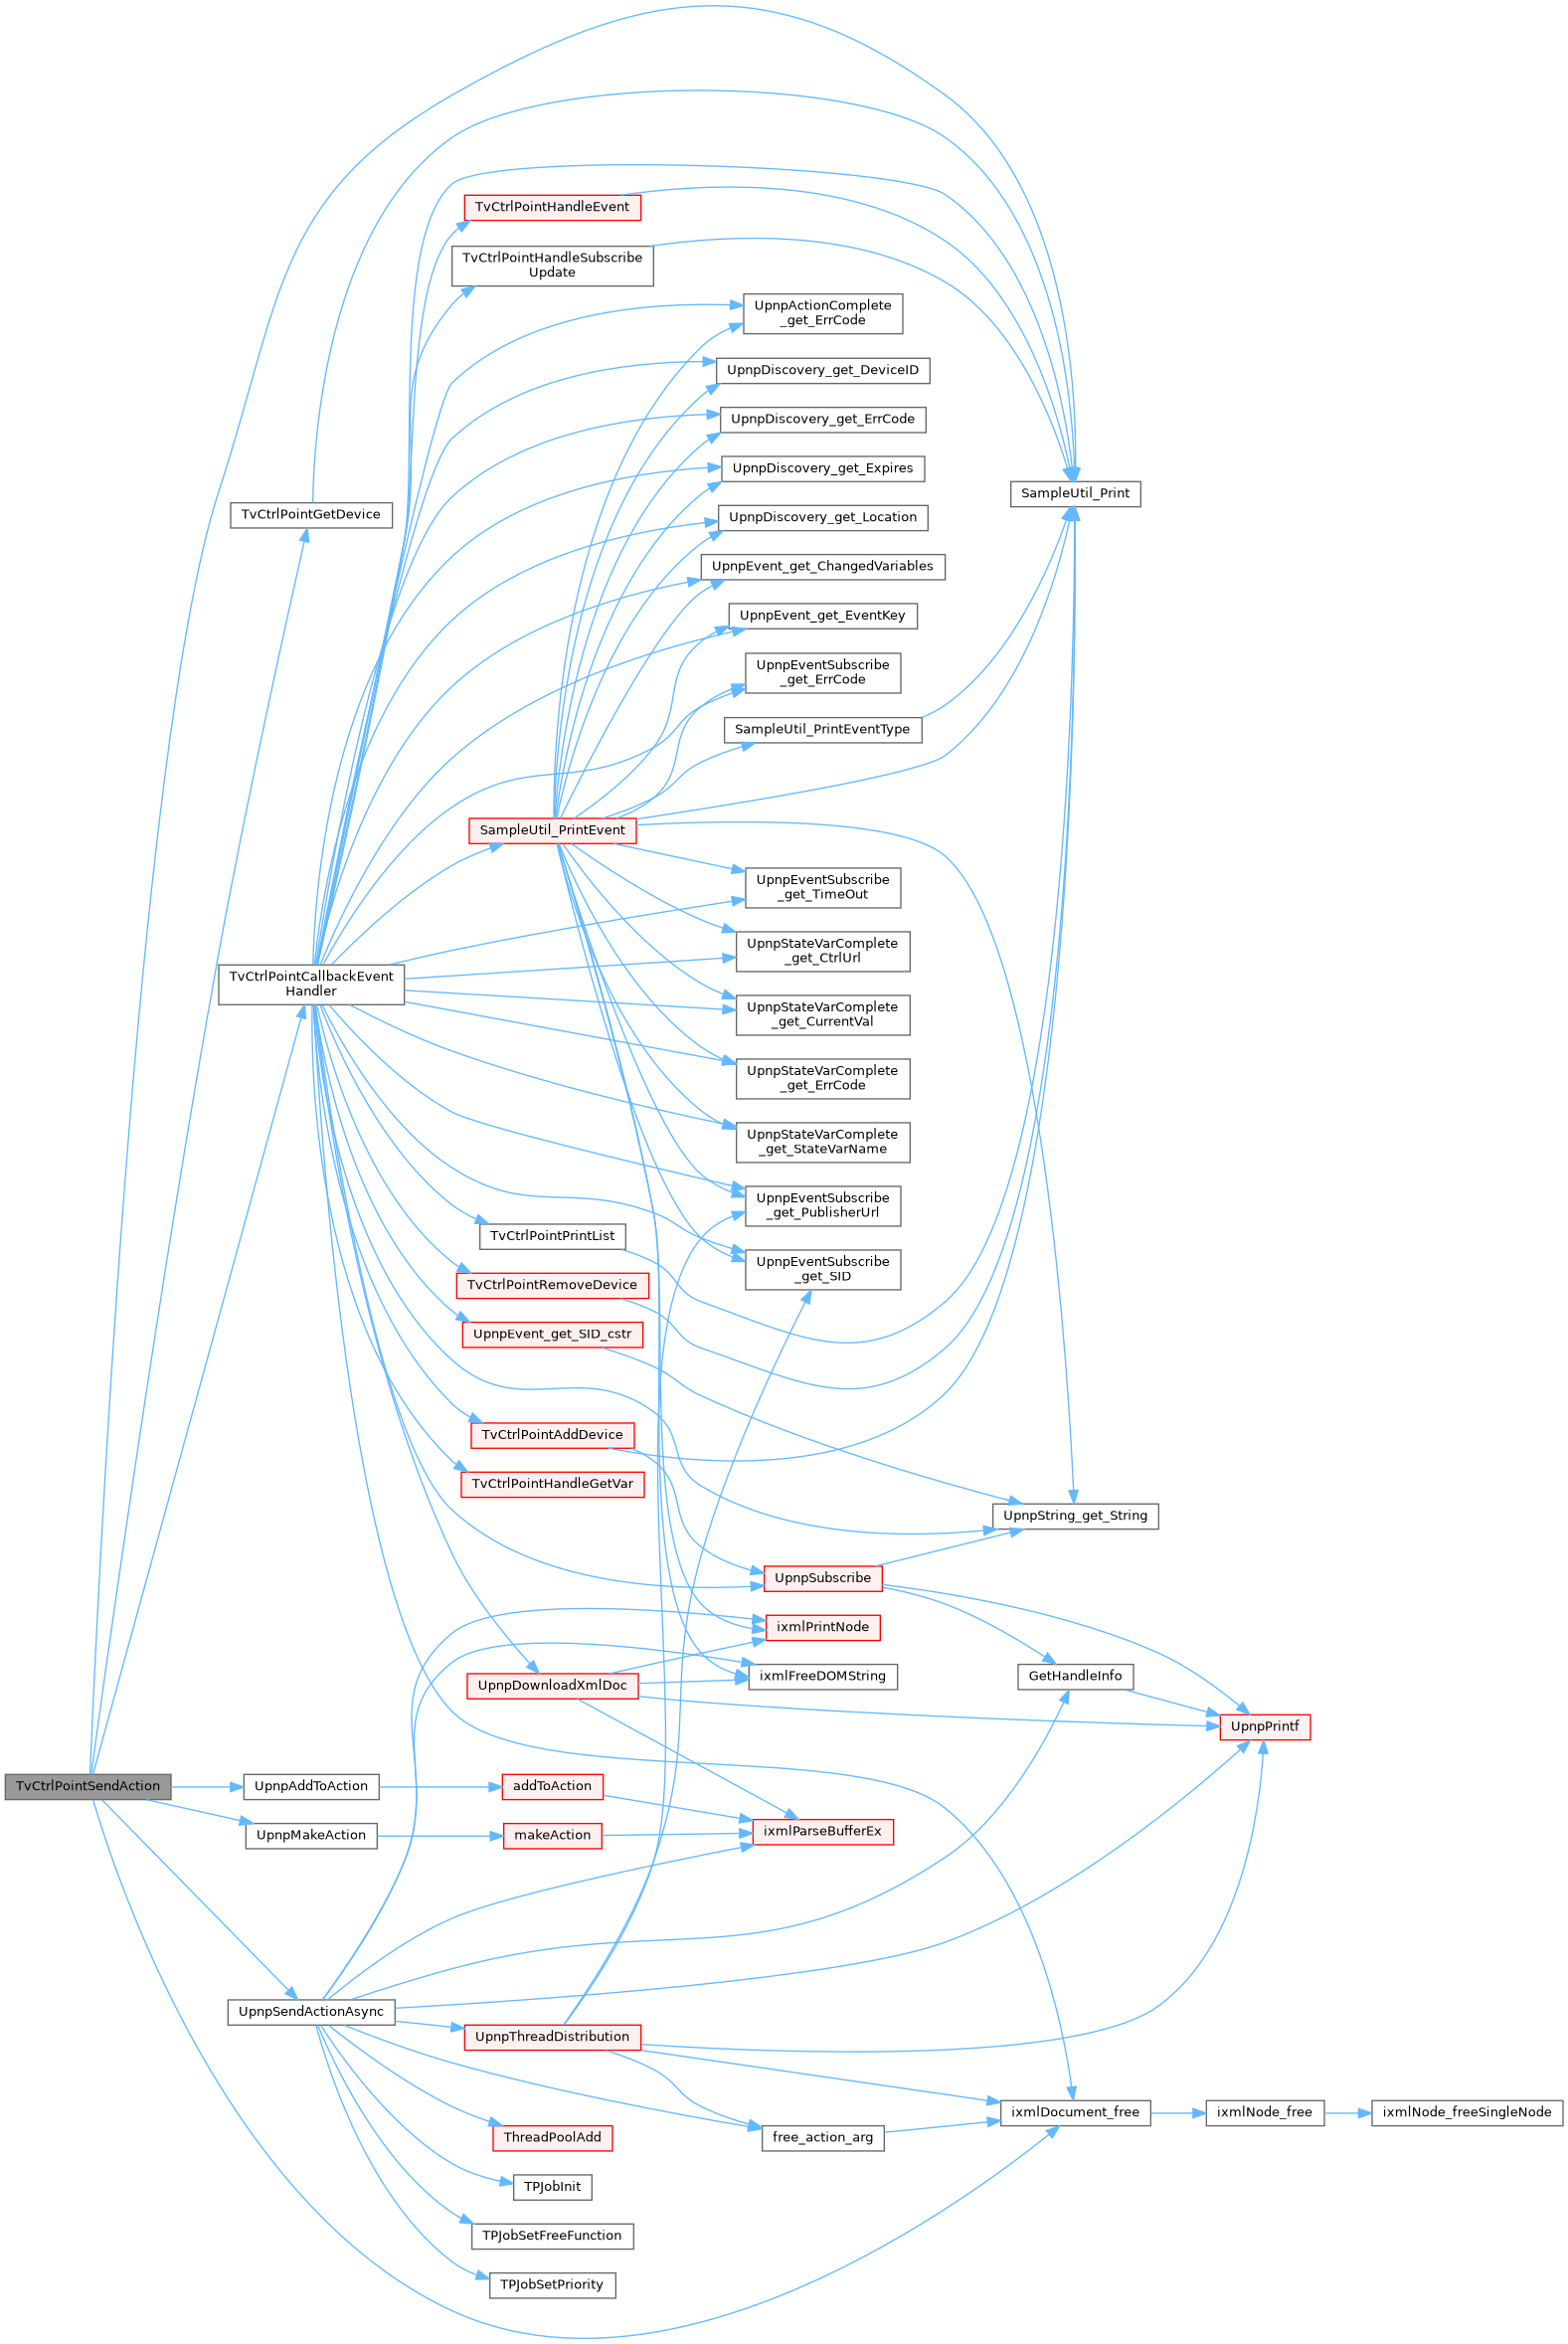 TvCtrlPointHandleEvent
TvCtrlPointHandleSubscribe
Update
UpnpActionComplete
_get_ErrCode
UpnpDiscovery_get_DeviceID
UpnpDiscovery_get_ErrCode
UpnpDiscovery_get_Expires
SampleUtil_Print
TvCtrlPointGetDevice
UpnpDiscovery_get_Location
UpnpEvent_get_ChangedVariables
UpnpEvent_get_EventKey
UpnpEventSubscribe
_get_ErrCode
SampleUtil_PrintEventType
SampleUtil_PrintEvent
UpnpEventSubscribe
_get_TimeOut
UpnpStateVarComplete
_get_CtrlUrl
TvCtrlPointCallbackEvent
Handler
UpnpStateVarComplete
_get_CurrentVal
UpnpStateVarComplete
_get_ErrCode
UpnpStateVarComplete
_get_StateVarName
UpnpEventSubscribe
_get_PublisherUrl
TvCtrlPointPrintList
UpnpEventSubscribe
_get_SID
TvCtrlPointRemoveDevice
UpnpEvent_get_SID_cstr
TvCtrlPointAddDevice
TvCtrlPointHandleGetVar
UpnpString_get_String
UpnpSubscribe
ixmlPrintNode
ixmlFreeDOMString
GetHandleInfo
UpnpDownloadXmlDoc
UpnpPrintf
TvCtrlPointSendAction
UpnpAddToAction
addToAction
UpnpMakeAction
makeAction
ixmlParseBufferEx
UpnpSendActionAsync
UpnpThreadDistribution
ixmlDocument_free
ixmlNode_free
ixmlNode_freeSingleNode
ThreadPoolAdd
free_action_arg
TPJobInit
TPJobSetFreeFunction
TPJobSetPriority